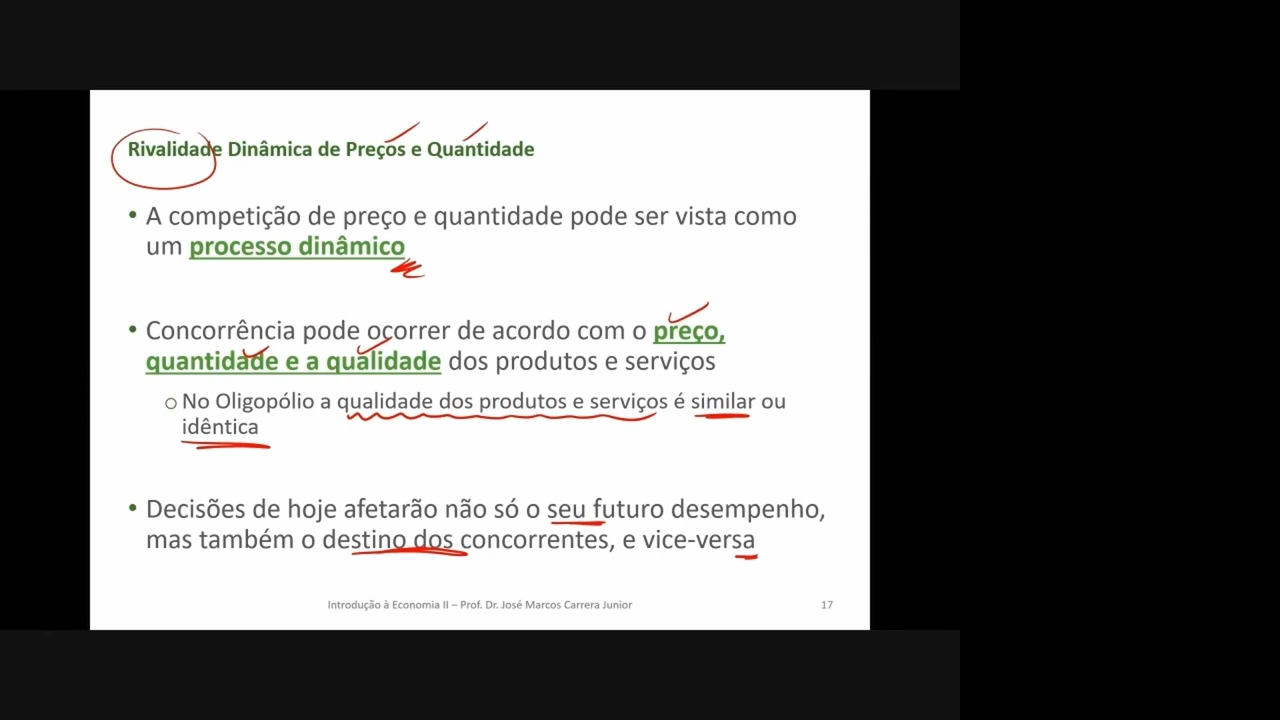 Rivalidade Dinâmica de Preços e Quantidade
• A competição de preço e quantidade pode ser vista como
um processo dinâmico
• Concorrência pode ocorrer de acordo com o preço,
quantidade e a qualidade dos produtos e serviços
o No Oligopólio a qualidade dos produtos e serviços é similar ou
idêntica
• Decisões de hoje afetarão não só o seu futuro desempenho,
mas também o destino dos concorrentes, e vice-versa
Introdução à Economia II – Prof. Dr. José Marcos Carrera Junior 17